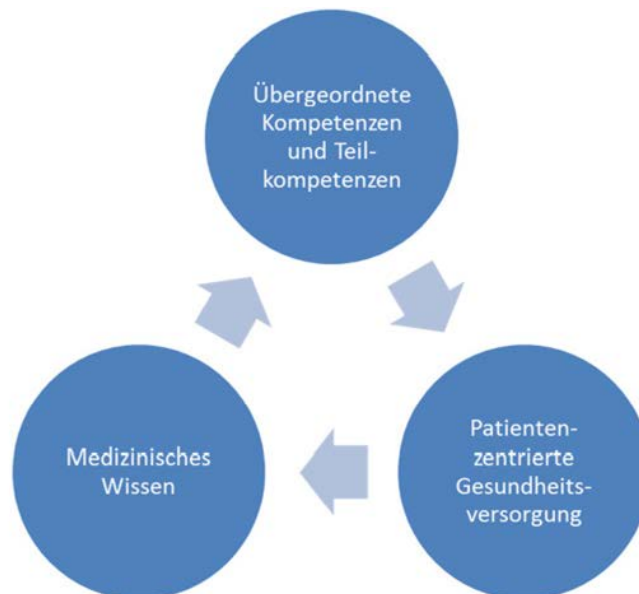 Übergeordnete
Kompetenzen
und Teil-
kompetenzen
Medizinisches
Wissen
Patienten-
zentrierte
Gesundheits-
versorgung